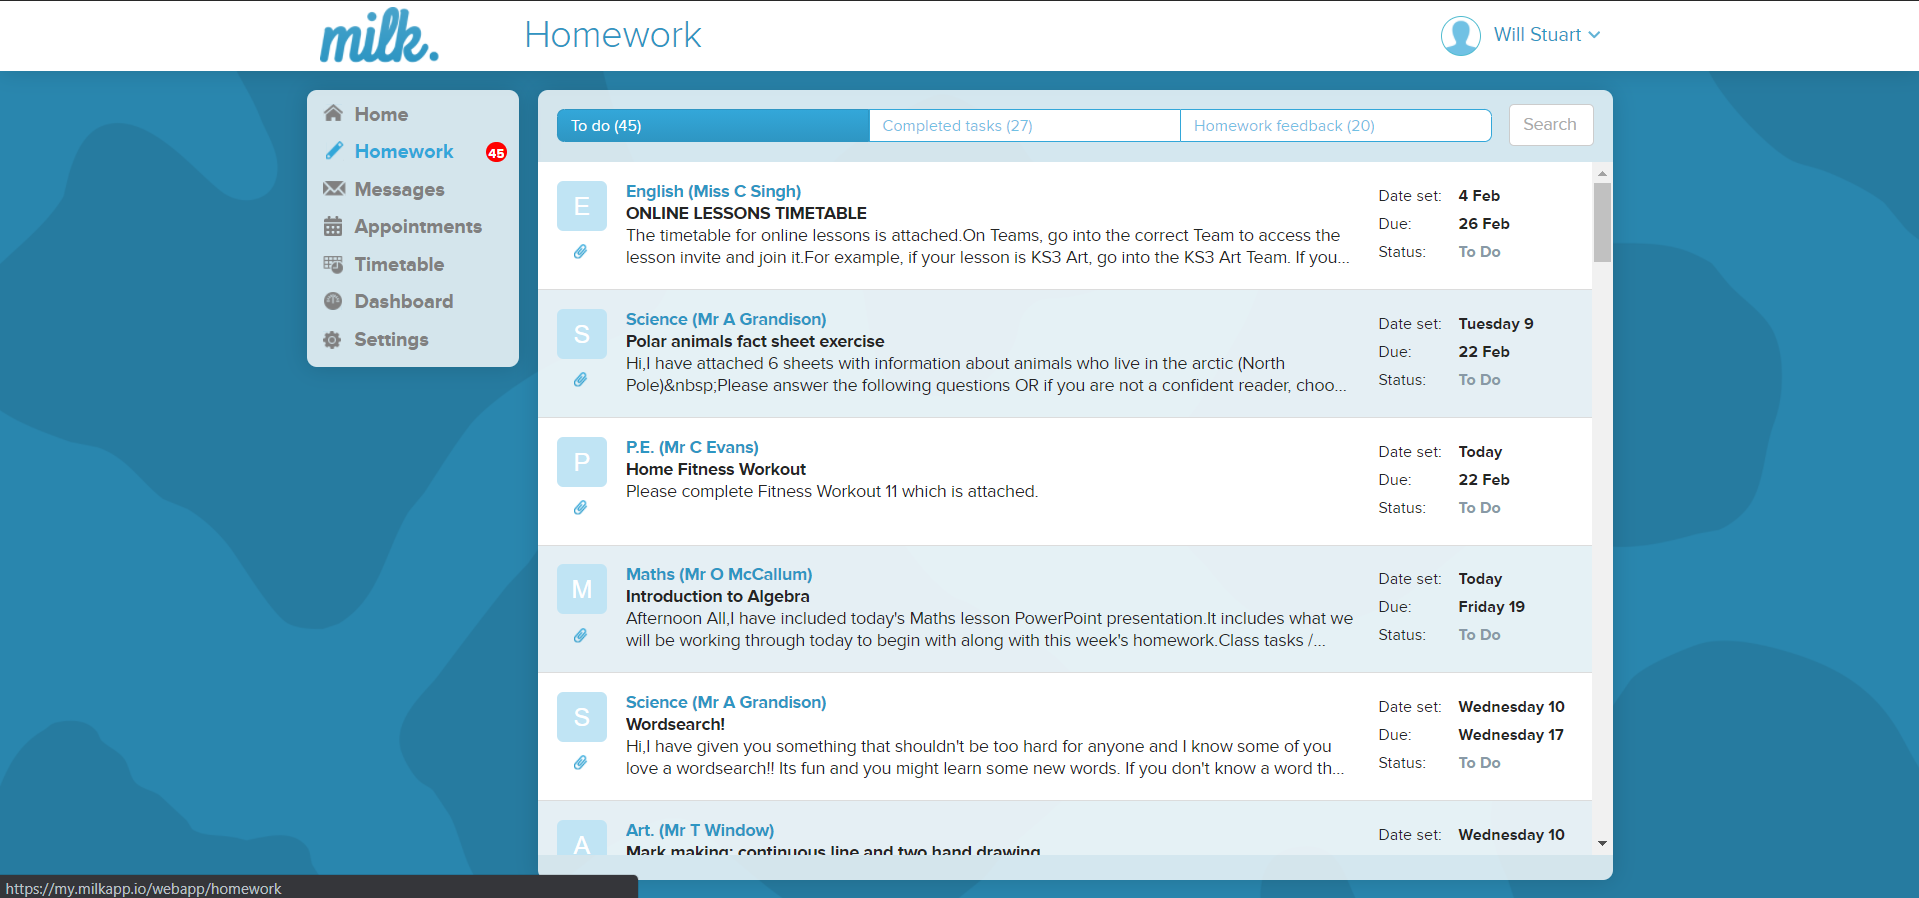 milk.
Homework
Will Stuart
Home
Homework 45
Messages
Appointments
Timetable
Dashboard
Settings
To do (45)
Completed tasks (27)
Homework feedback (20)
Search
E
English (Miss C Singh)
ONLINE LESSONS TIMETABLE
The timetable for online lessons is attached.On Teams, go into the correct Team to access the
lesson invite and join it.For example, if your lesson is KS3 Art, go into the KS3 Art Team. If you...
Date set: 4 Feb
Due: 26 Feb
Status: To Do
S
Science (Mr A Grandison)
Polar animals fact sheet exercise
Hi,I have attached 6 sheets with information about animals who live in the arctic (North
Pole)&nbsp;Please answer the following questions OR if you are not a confident reader, choo...
Date set: Tuesday 9
Due: 22 Feb
Status: To Do
P
P.E. (Mr C Evans)
Home Fitness Workout
Please complete Fitness Workout 11 which is attached.
Date set: Today
Due: 22 Feb
Status: To Do
M
Maths (Mr O McCallum)
Introduction to Algebra
Afternoon All,I have included today's Maths lesson PowerPoint presentation.It includes what we
will be working through today to begin with along with this week's homework.Class tasks /...
Date set: Today
Due: Friday 19
Status: To Do
S
Science (Mr A Grandison)
Wordsearch!
Hi,I have given you something that shouldn't be too hard for anyone and I know some of you
love a wordsearch!! Its fun and you might learn some new words. If you don't know a word th...
Date set: Wednesday 10
Due: Wednesday 17
Status: To Do
A
Art. (Mr T Window)
Mark making: continuous line and two hand drawing
Date set: Wednesday 10
https://my.milkapp.io/webapp/homework